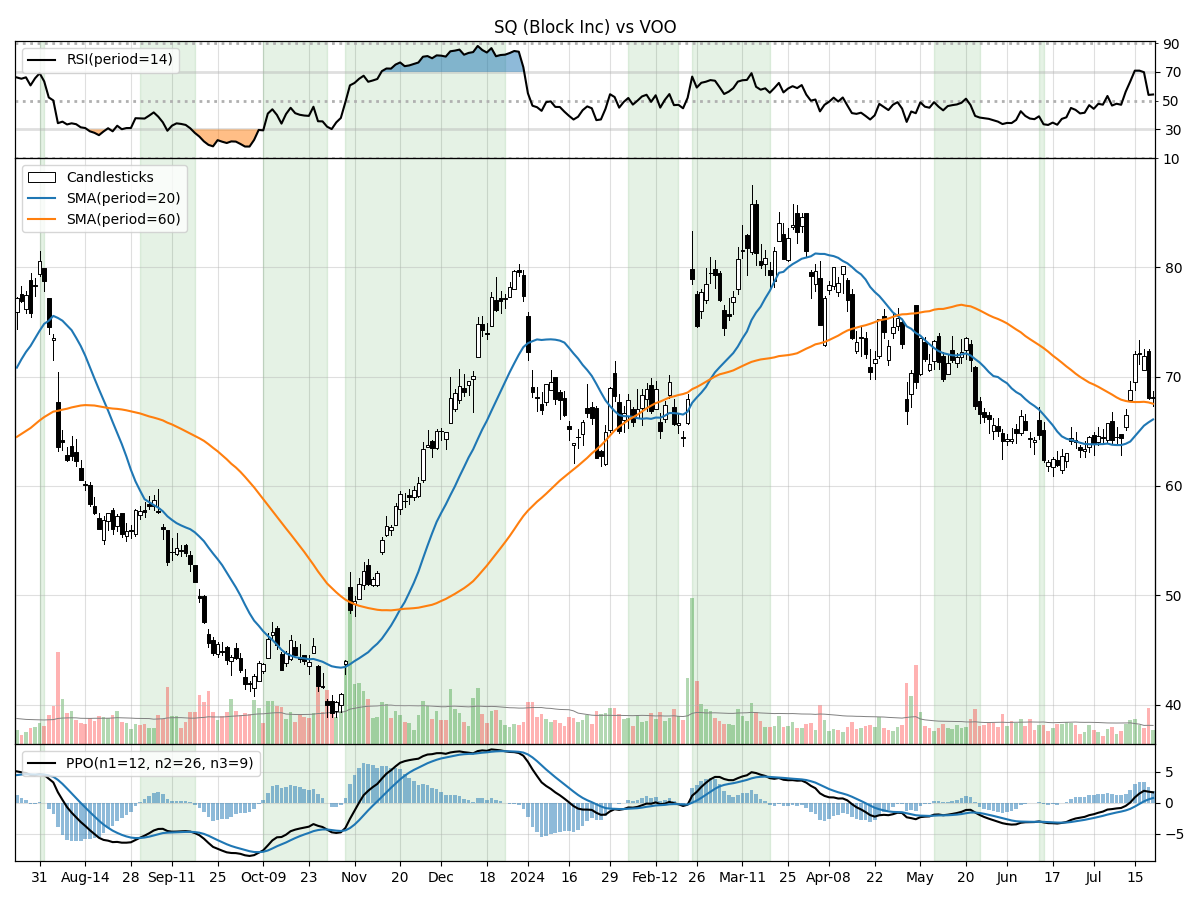 SQ (Block Inc) vs VOO
RSI(period=14)
90
70
50
30
10
Candlesticks
SMA(period=20)
SMA(period=60)
80
70
60
50
40
PPO(n1=12, n2=26, n3=9)
5
0
−5
31 Aug-14 28 Sep-11 25 Oct-09 23 Nov 20 Dec 18 2024 16 29 Feb-12 26 Mar-11 25 Apr-08 22 May 20 Jun 17 Jul 15